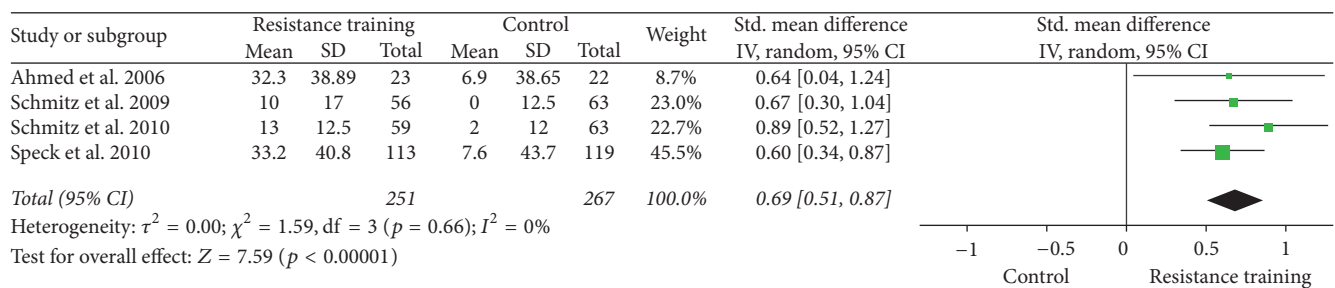 Study or subgroup Resistance training Control Weight Std. mean difference Std. mean difference
Mean SD Total Mean SD Total IV, random, 95% CI IV, random, 95% CI
Ahmed et al. 2006 32.3 38.89 23 6.9 38.65 22 8.7% 0.64 [0.04, 1.24]
Schmitz et al. 2009 10 17 56 0 12.5 63 23.0% 0.67 [0.30, 1.04]
Schmitz et al. 2010 13 12.5 59 2 12 63 22.7% 0.89 [0.52, 1.27]
Speck et al. 2010 33.2 40.8 113 7.6 43.7 119 45.5% 0.60 [0.34, 0.87]
Total (95% CI) 251 267 100.0% 0.69 [0.51, 0.87]
Heterogeneity: τ² = 0.00; χ² = 1.59, df = 3 (p = 0.66); I² = 0%
Test for overall effect: Z = 7.59 (p < 0.00001)
−1 −0.5 0 0.5 1
Control Resistance training